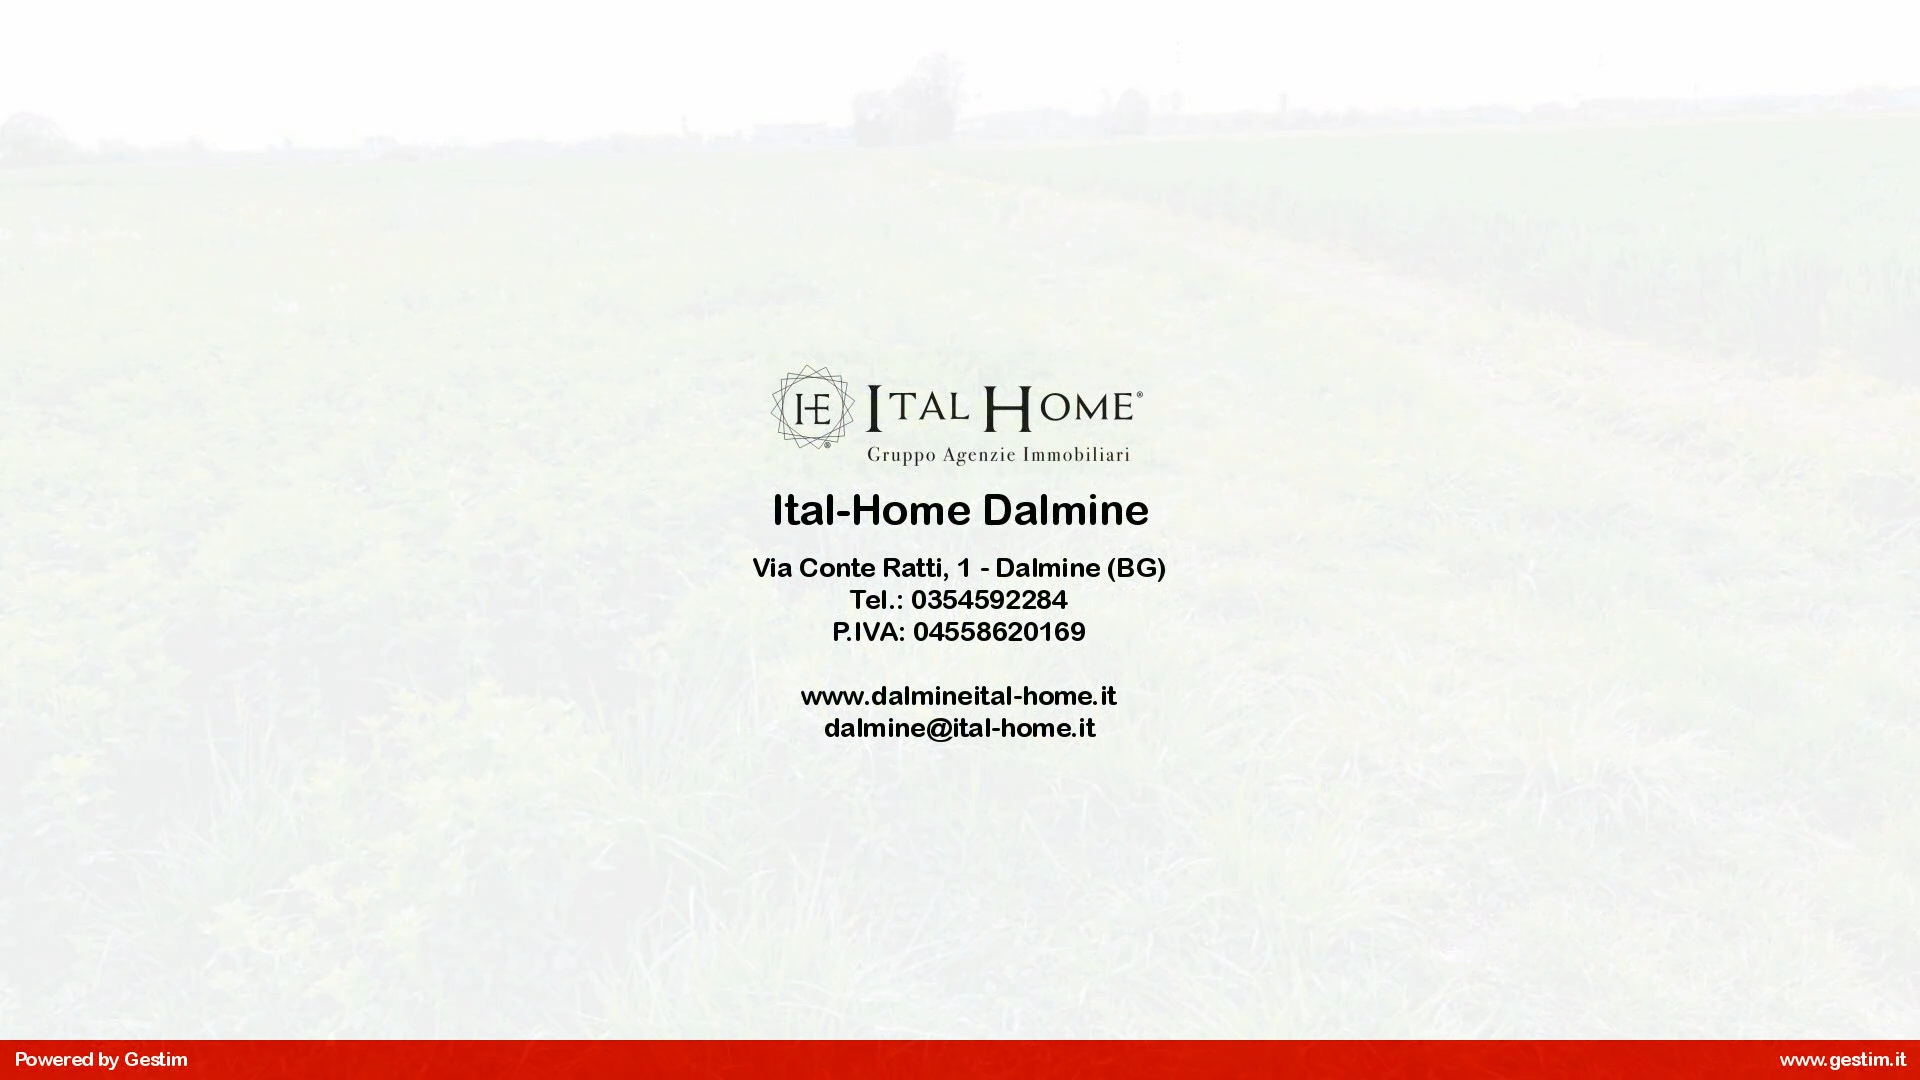 HE ITAL HOME®
®
Gruppo Agenzie Immobiliari
Ital-Home Dalmine
Via Conte Ratti, 1 - Dalmine (BG)
Tel.: 0354592284
P.IVA: 04558620169
www.dalmineital-home.it
dalmine@ital-home.it
Powered by Gestim
www.gestim.it